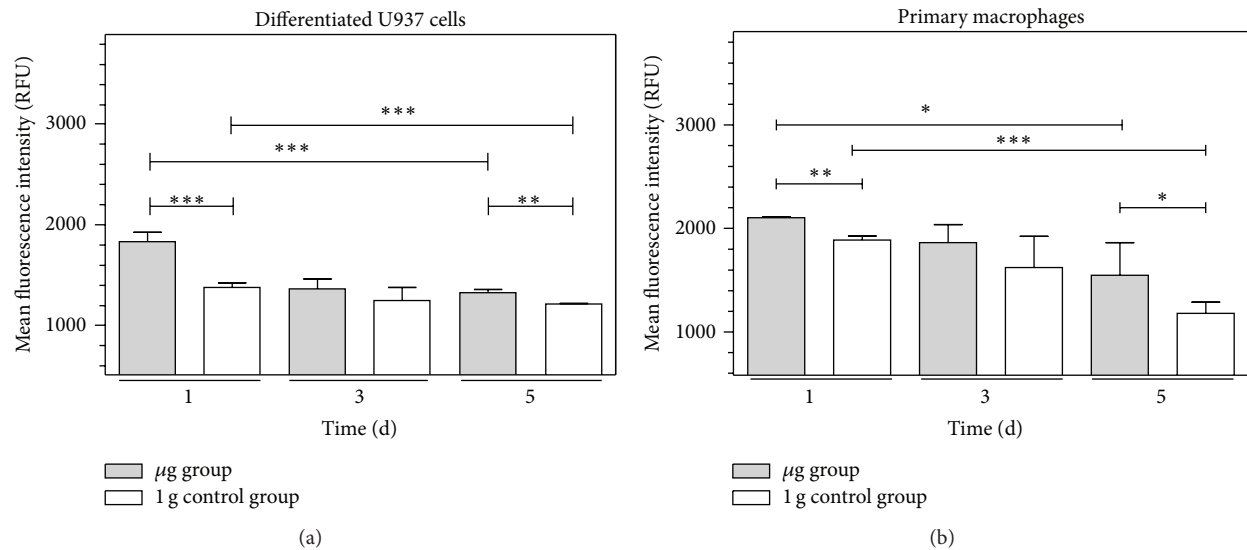 Differentiated U937 cells
Mean fluorescence intensity (RFU)
3000
2000
1000
***
***
***
**
1
3
5
Time (d)
μg group
1 g control group
(a)
Primary macrophages
Mean fluorescence intensity (RFU)
3000
2000
1000
*
***
**
*
1
3
5
Time (d)
μg group
1 g control group
(b)